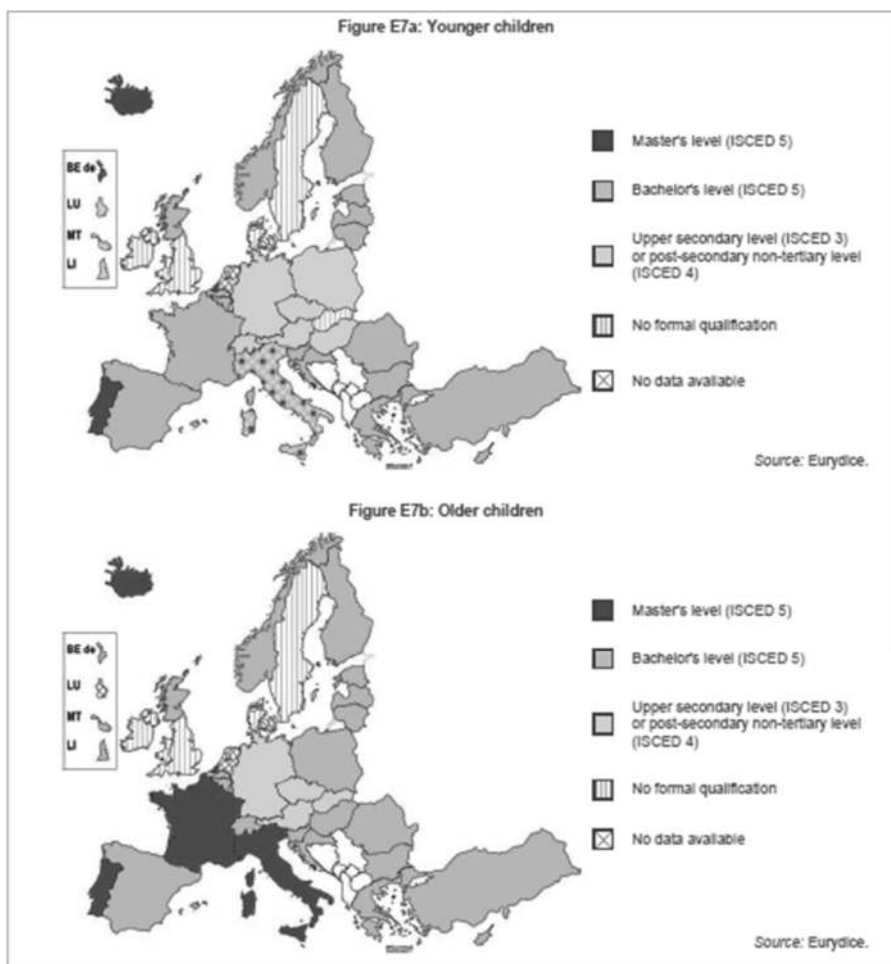 Figure E7a: Younger children
BE de
LU
MT
LI
Master's level (ISCED 5)
Bachelor's level (ISCED 5)
Upper secondary level (ISCED 3)
or post-secondary non-tertiary level
(ISCED 4)
No formal qualification
No data available
Source: Eurydice.
Figure E7b: Older children
BE de
LU
MT
LI
Master's level (ISCED 5)
Bachelor's level (ISCED 5)
Upper secondary level (ISCED 3)
or post-secondary non-tertiary level
(ISCED 4)
No formal qualification
No data available
Source: Eurydice.